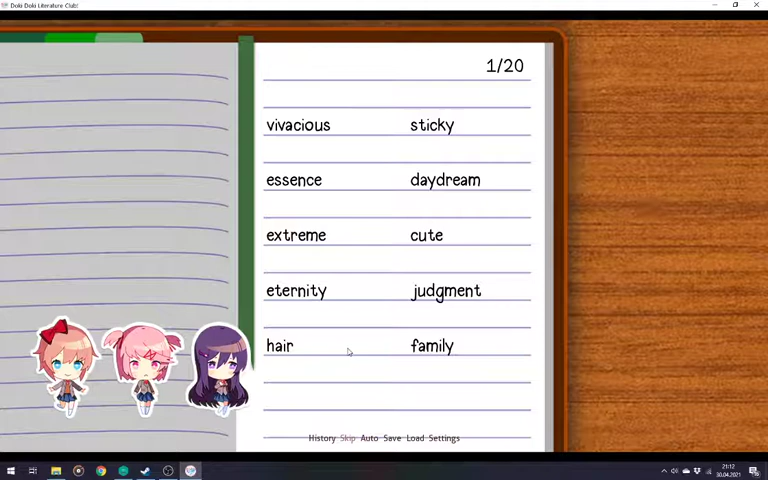 Doki Doki Literature Club!
1/20
vivacious sticky
essence daydream
extreme cute
eternity judgment
hair family
History Skip Auto Save Load Settings
21:12
30.04.2021